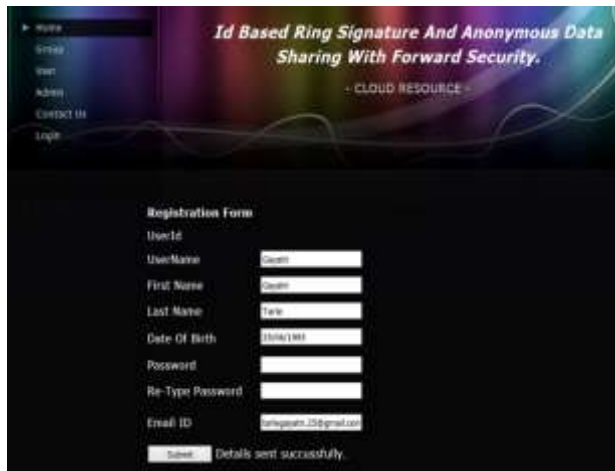 Home
Group
User
Admin
Contact Us
Login
Id Based Ring Signature And Anonymous Data
Sharing With Forward Security.
- CLOUD RESOURCE -
Registration Form
UserId
UserName Gayatri
First Name Gayatri
Last Name Tarle
Date Of Birth
Password
Re-Type Password
Email ID
Submit Details sent successfully.